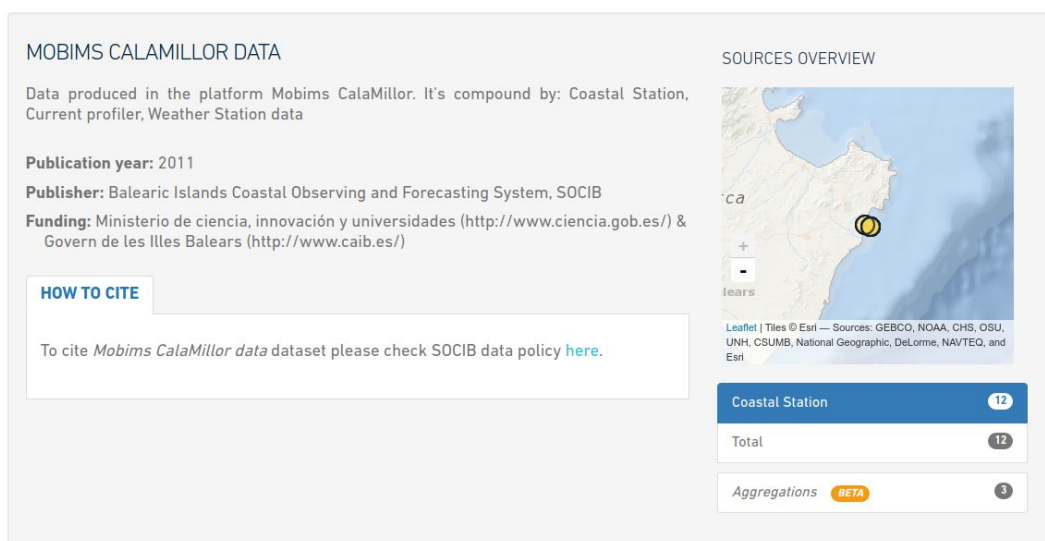 MOBIMS CALAMILLOR DATA
Data produced in the platform Mobims CalaMillor. It's compound by: Coastal Station,
Current profiler, Weather Station data
Publication year: 2011
Publisher: Balearic Islands Coastal Observing and Forecasting System, SOCIB
Funding: Ministerio de ciencia, innovación y universidades (http://www.ciencia.gob.es/) &
Govern de les Illes Balears (http://www.caib.es/)
HOW TO CITE
To cite Mobims CalaMillor data dataset please check SOCIB data policy here.
SOURCES OVERVIEW
rca
+
-
lears
Leaflet | Tiles © Esri — Sources: GEBCO, NOAA, CHS, OSU,
UNH, CSUMB, National Geographic, DeLorme, NAVTEQ, and
Esri
Coastal Station 12
Total 12
Aggregations BETA 3